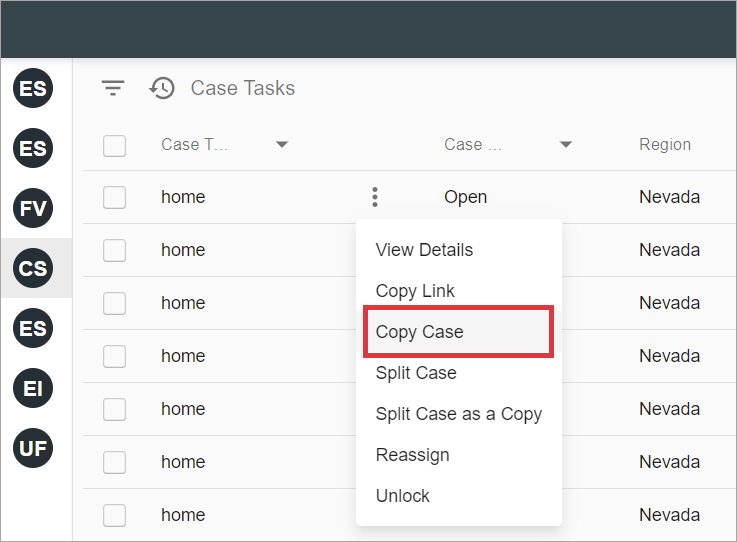 ES
ES
FV
CS
ES
EI
UF
Case Tasks
Case T... Case ... Region
home Open Nevada
home Nevada
home Nevada
home Nevada
home Nevada
home Nevada
home Nevada
View Details
Copy Link
Copy Case
Split Case
Split Case as a Copy
Reassign
Unlock